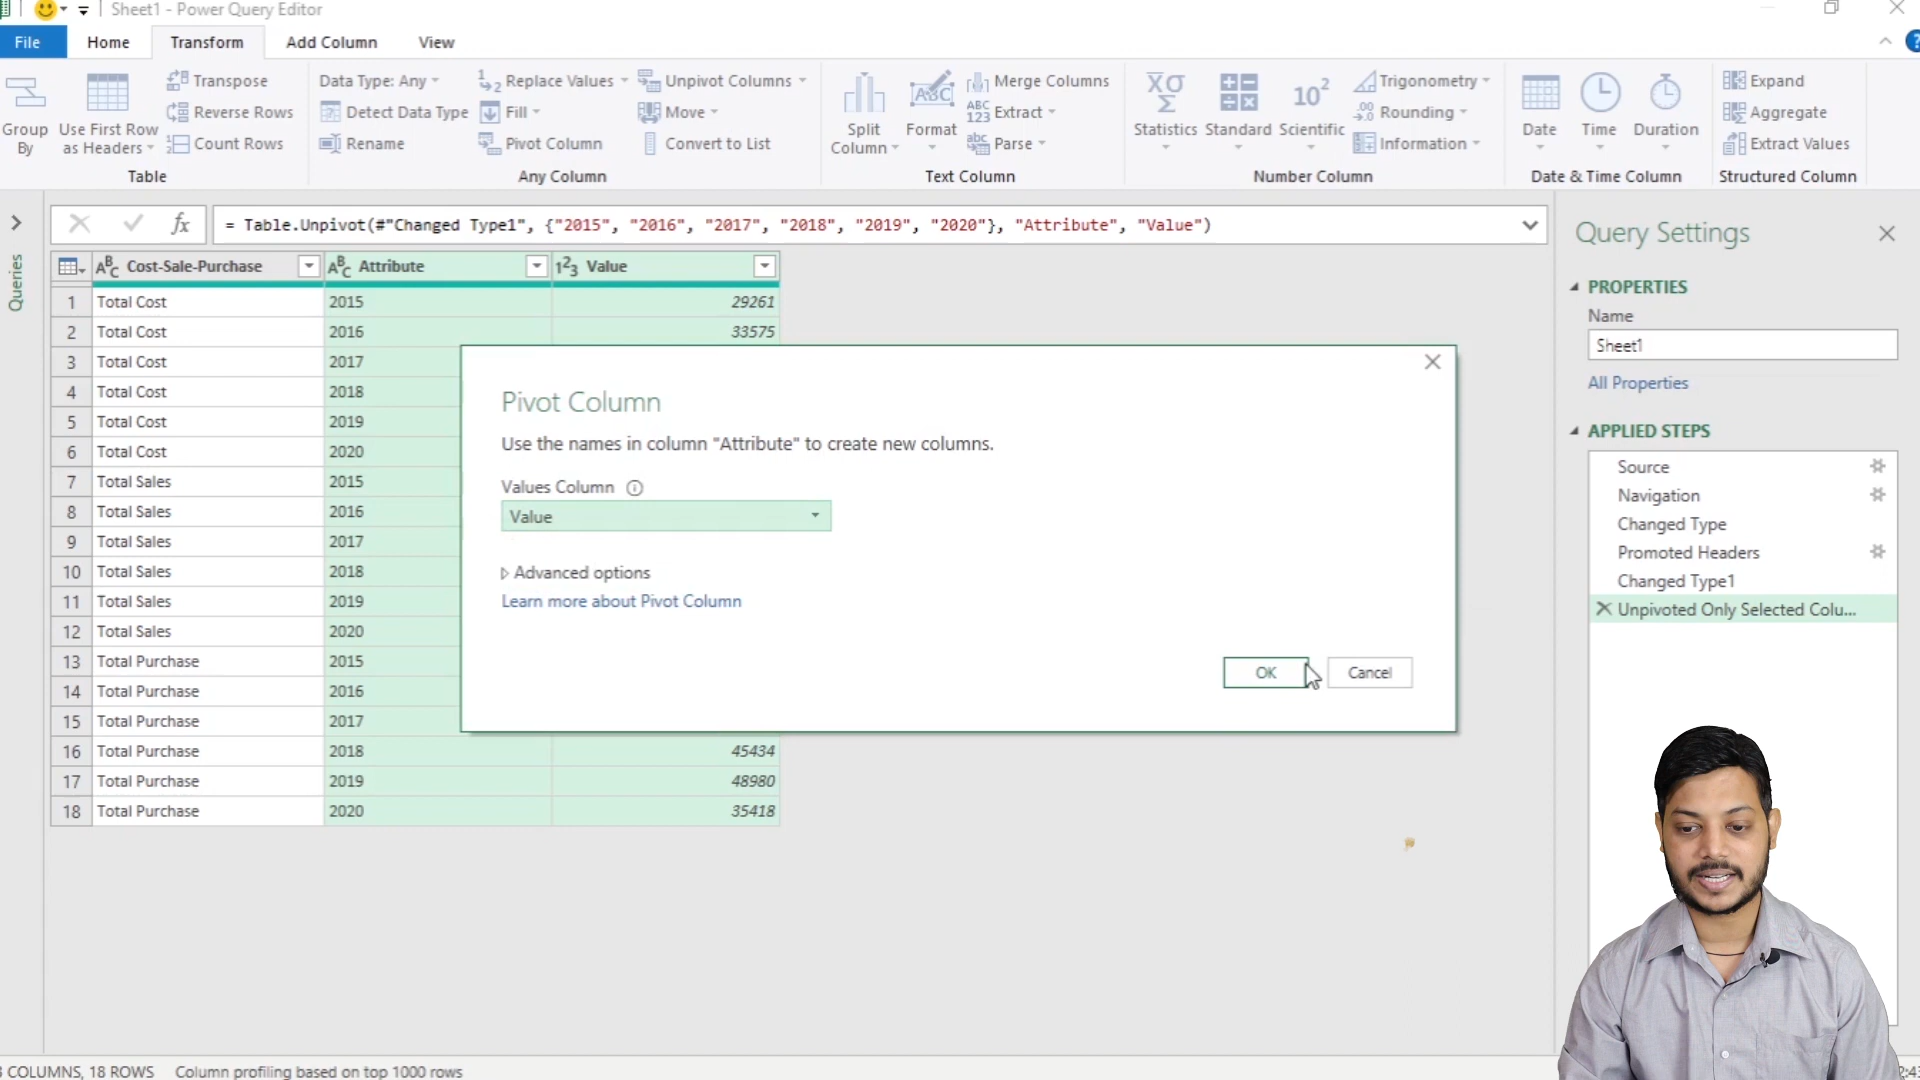 Sheet1 - Power Query Editor
File Home Transform Add Column View
Group By
Use First Row as Headers
Transpose
Reverse Rows
Count Rows
Table
Data Type: Any
Detect Data Type
Rename
Replace Values
Fill
Pivot Column
Unpivot Columns
Move
Convert to List
Any Column
Split Column
Format
Merge Columns
Extract
Parse
Text Column
Statistics
Standard
Scientific
Trigonometry
Rounding
Information
Number Column
Date
Time
Duration
Date & Time Column
Expand
Aggregate
Extract Values
Structured Column
Queries
fx = Table.Unpivot(#"Changed Type1", {"2015", "2016", "2017", "2018", "2019", "2020"}, "Attribute", "Value")
Cost-Sale-Purchase Attribute Value
1 Total Cost 2015 29261
2 Total Cost 2016 33575
3 Total Cost 2017
4 Total Cost 2018
5 Total Cost 2019
6 Total Cost 2020
7 Total Sales 2015
8 Total Sales 2016
9 Total Sales 2017
10 Total Sales 2018
11 Total Sales 2019
12 Total Sales 2020
13 Total Purchase 2015
14 Total Purchase 2016
15 Total Purchase 2017
16 Total Purchase 2018 45434
17 Total Purchase 2019 48980
18 Total Purchase 2020 35418
Pivot Column
Use the names in column "Attribute" to create new columns.
Values Column
Value
Advanced options
Learn more about Pivot Column
OK Cancel
Query Settings
PROPERTIES
Name
Sheet1
All Properties
APPLIED STEPS
Source
Navigation
Changed Type
Promoted Headers
Changed Type1
Unpivoted Only Selected Colu...
COLUMNS, 18 ROWS Column profiling based on top 1000 rows